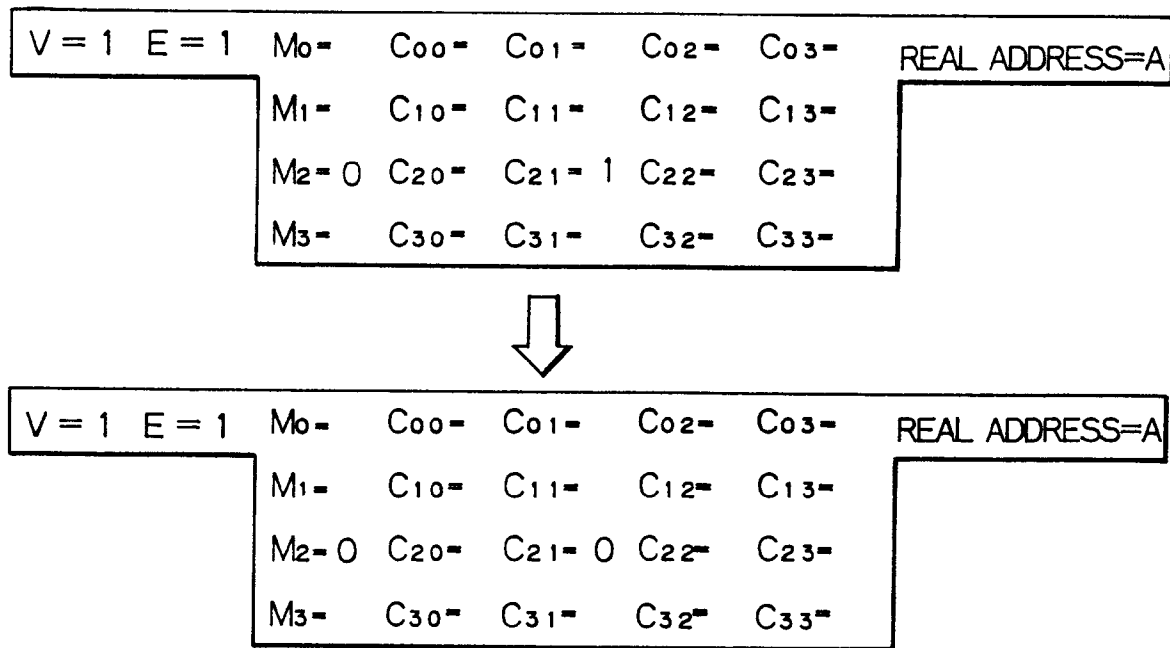 V = 1 E = 1 M0= C00= C01= C02= C03= REAL ADDRESS=A
M1= C10= C11= C12= C13=
M2= 0 C20= C21= 1 C22= C23=
M3= C30= C31= C32= C33=
V = 1 E = 1 M0= C00= C01= C02= C03= REAL ADDRESS=A
M1= C10= C11= C12= C13=
M2= 0 C20= C21= 0 C22= C23=
M3= C30= C31= C32= C33=